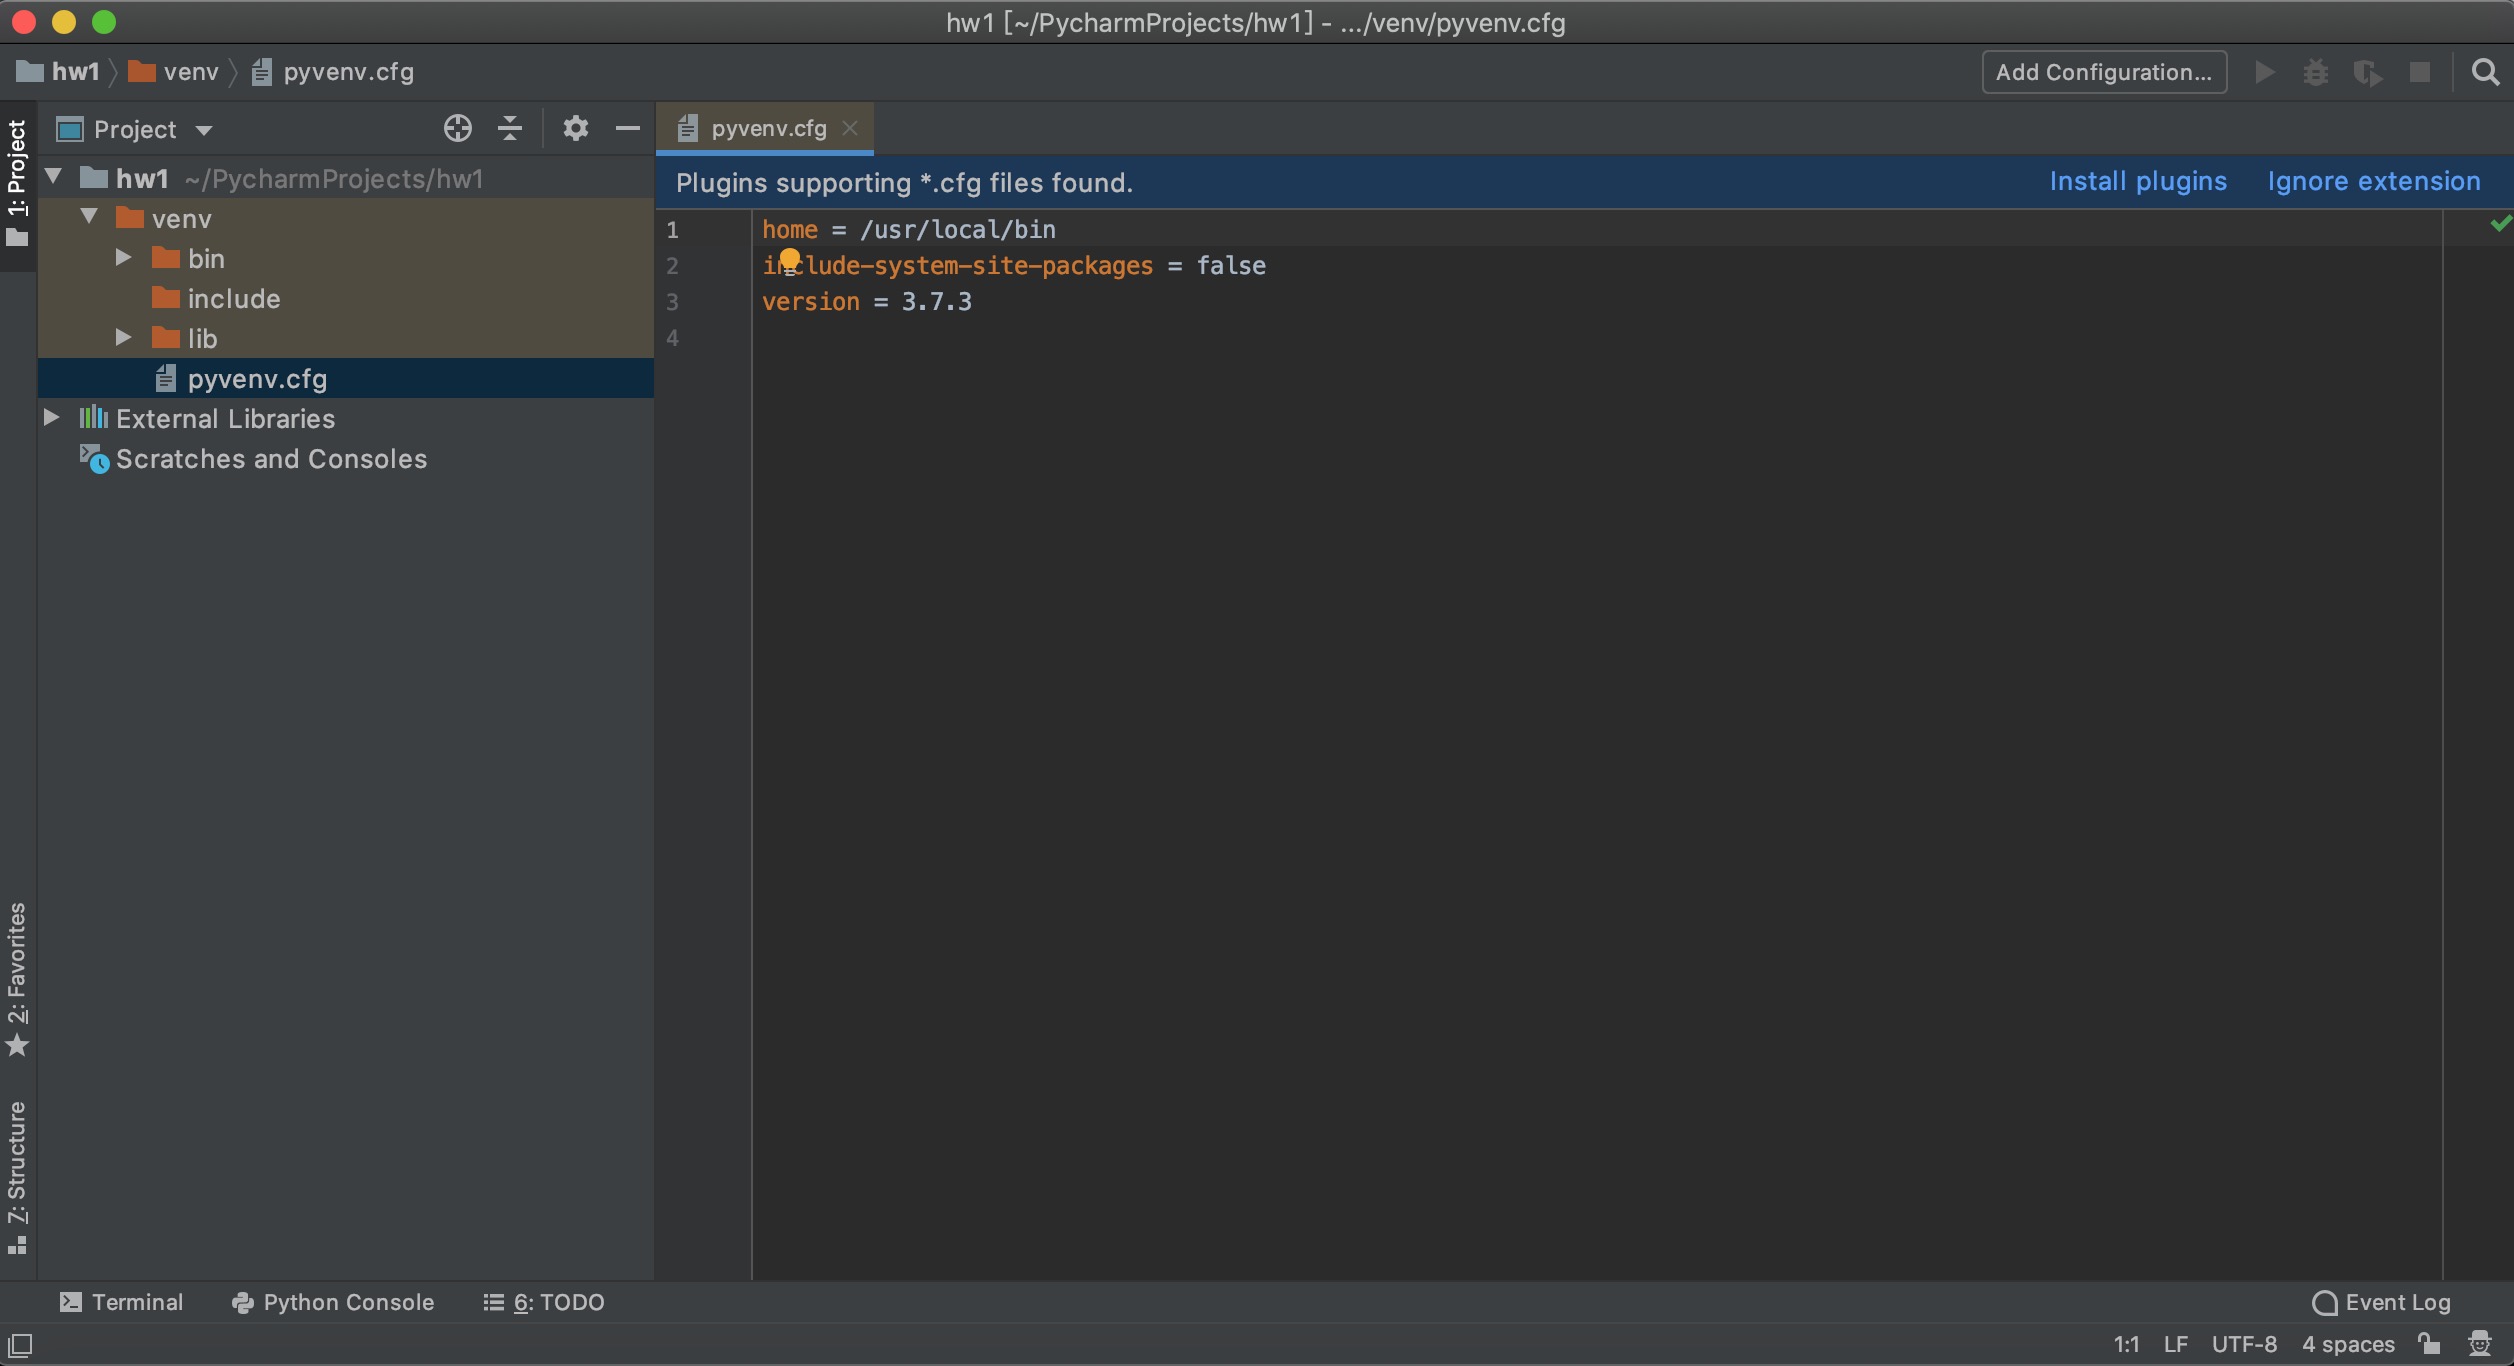 hw1 [~/PycharmProjects/hw1] - .../venv/pyvenv.cfg
hw1 venv pyvenv.cfg
Add Configuration...
1: Project
Project
hw1 ~/PycharmProjects/hw1
venv
bin
include
lib
pyvenv.cfg
External Libraries
Scratches and Consoles
2: Favorites
7: Structure
pyvenv.cfg
Plugins supporting *.cfg files found.
Install plugins Ignore extension
1 home = /usr/local/bin
2 include-system-site-packages = false
3 version = 3.7.3
4
Terminal Python Console 6: TODO
Event Log
1:1 LF UTF-8 4 spaces